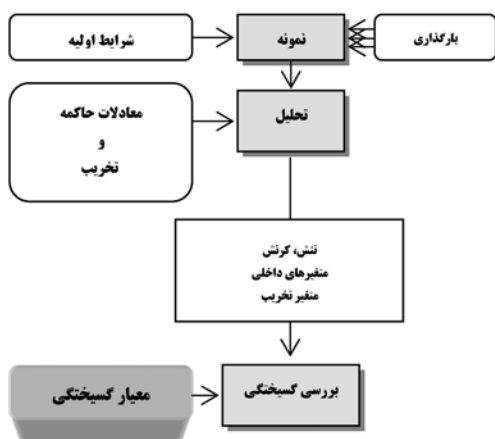 بارگذاری
نمونه
شرایط اولیه
تحلیل
معادلات حاکمه
و
تخریب
تنش، کرنش
متغیرهای داخلی
متغیر تخریب
بررسی گسیختگی
معیار گسیختگی